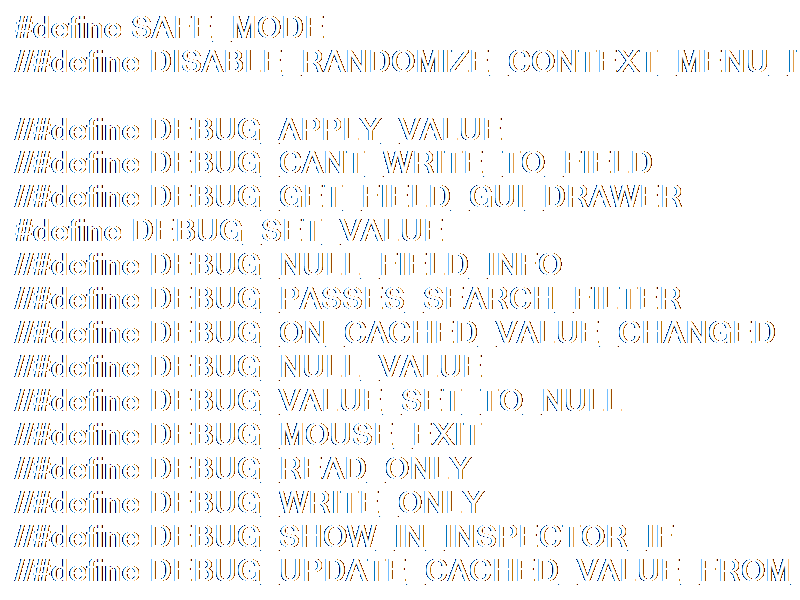 #define SAFE_MODE
//#define DISABLE_RANDOMIZE_CONTEXT_MENU_I
//#define DEBUG_APPLY_VALUE
//#define DEBUG_CANT_WRITE_TO_FIELD
//#define DEBUG_GET_FIELD_GUI_DRAWER
#define DEBUG_SET_VALUE
//#define DEBUG_NULL_FIELD_INFO
//#define DEBUG_PASSES_SEARCH_FILTER
//#define DEBUG_ON_CACHED_VALUE_CHANGED
//#define DEBUG_NULL_VALUE
//#define DEBUG_VALUE_SET_TO_NULL
//#define DEBUG_MOUSE_EXIT
//#define DEBUG_READ_ONLY
//#define DEBUG_WRITE_ONLY
//#define DEBUG_SHOW_IN_INSPECTOR_IF
//#define DEBUG_UPDATE_CACHED_VALUE_FROM